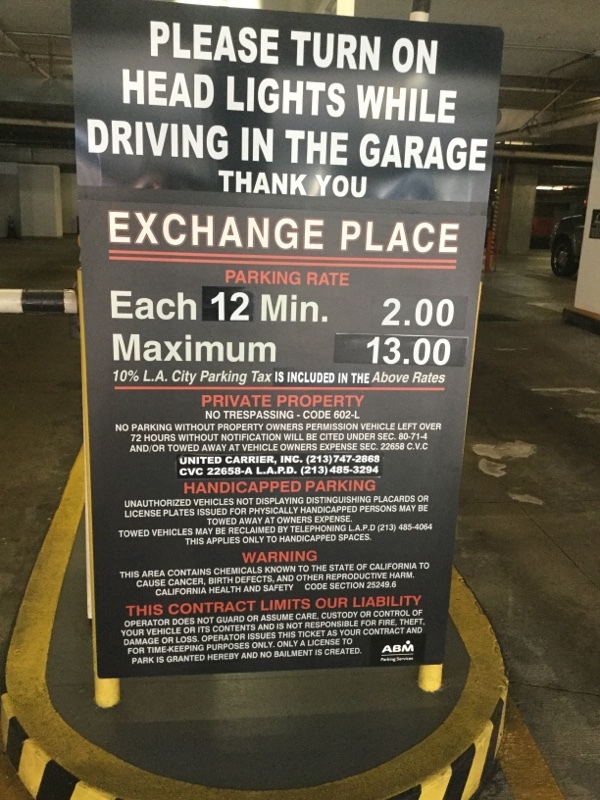 PLEASE TURN ON
HEAD LIGHTS WHILE
DRIVING IN THE GARAGE
THANK YOU
EXCHANGE PLACE
PARKING RATE
Each 12 Min. 2.00
Maximum 13.00
10% L.A. City Parking Tax IS INCLUDED IN THE Above Rates
PRIVATE PROPERTY
NO TRESPASSING - CODE 602-L
NO PARKING WITHOUT PROPERTY OWNERS PERMISSION VEHICLE LEFT OVER
72 HOURS WITHOUT NOTIFICATION WILL BE CITED UNDER SEC. 80-71-4
AND/OR TOWED AWAY AT VEHICLE OWNERS EXPENSE SEC. 22658 C.V.C
UNITED CARRIER, INC. (213)747-2868
CVC 22658-A L.A.P.D. (213)485-3294
HANDICAPPED PARKING
UNAUTHORIZED VEHICLES NOT DISPLAYING DISTINGUISHING PLACARDS OR
LICENSE PLATES ISSUED FOR PHYSICALLY HANDICAPPED PERSONS MAY BE
TOWED AWAY AT OWNERS EXPENSE.
TOWED VEHICLES MAY BE RECLAIMED BY TELEPHONING L.A.P.D (213) 485-4064
THIS APPLIES ONLY TO HANDICAPPED SPACES.
WARNING
THIS AREA CONTAINS CHEMICALS KNOWN TO THE STATE OF CALIFORNIA TO
CAUSE CANCER, BIRTH DEFECTS, AND OTHER REPRODUCTIVE HARM.
CALIFORNIA HEALTH AND SAFETY CODE SECTION 25249.6
THIS CONTRACT LIMITS OUR LIABILITY
OPERATOR DOES NOT GUARD OR ASSUME CARE, CUSTODY OR CONTROL OF
YOUR VEHICLE OR ITS CONTENTS AND IS NOT RESPONSIBLE FOR FIRE, THEFT,
DAMAGE OR LOSS. OPERATOR ISSUES THIS TICKET AS YOUR CONTRACT AND
FOR TIME-KEEPING PURPOSES ONLY. ONLY A LICENSE TO
PARK IS GRANTED HEREBY AND NO BAILMENT IS CREATED.
ABM
Parking Services